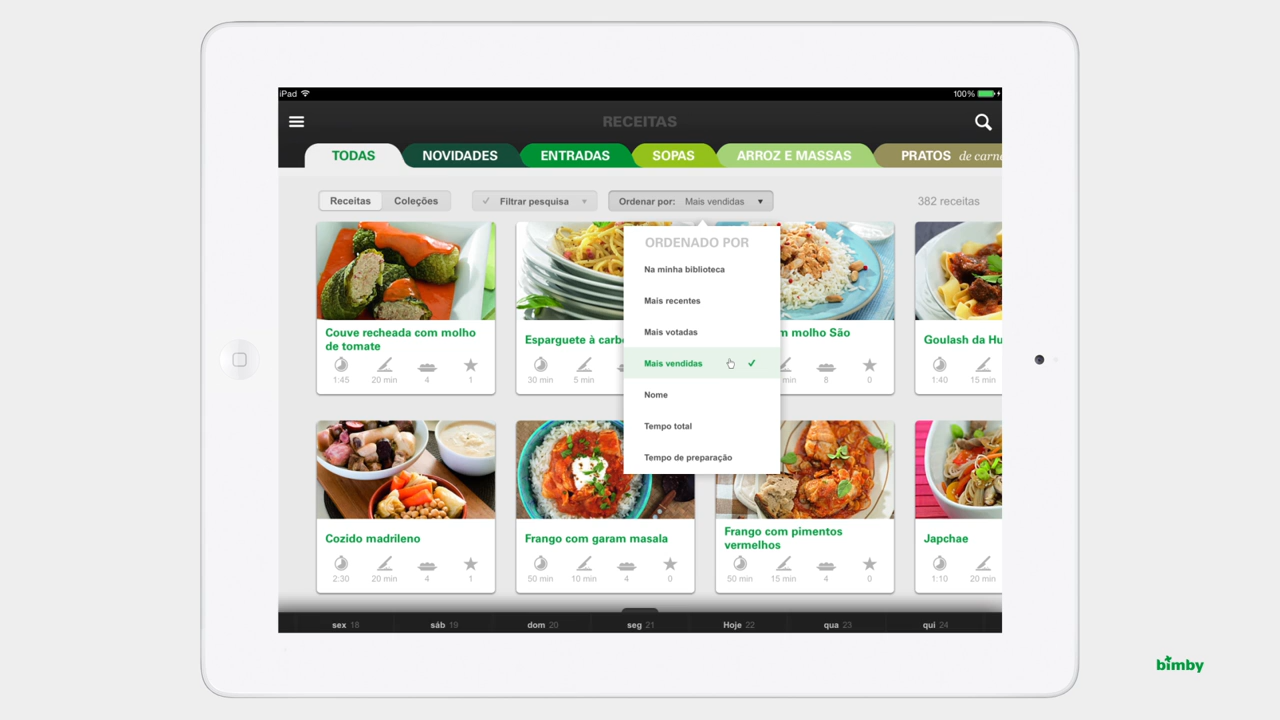 iPad
100%
RECEITAS
TODAS
NOVIDADES
ENTRADAS
SOPAS
ARROZ E MASSAS
PRATOS de carne
Receitas
Coleções
Filtrar pesquisa
Ordenar por: Mais vendidas
382 receitas
ORDENADO POR
Na minha biblioteca
Mais recentes
Mais votadas
Mais vendidas
Nome
Tempo total
Tempo de preparação
Couve recheada com molho
de tomate
1:45
20 min
4
1
Esparguete à carb
30 min
5 min
m molho São
min
8
0
Goulash da Hu
1:40
15 min
Cozido madrileno
2:30
20 min
4
1
Frango com garam masala
50 min
10 min
4
0
Frango com pimentos
vermelhos
50 min
15 min
4
0
Japchae
1:10
20 min
sex 18
sáb 19
dom 20
seg 21
Hoje 22
qua 23
qui 24
bimby